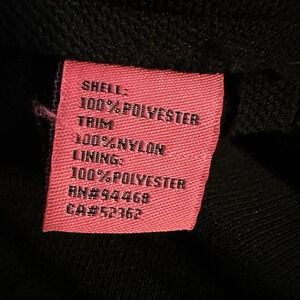 SHELL:
100%POLYESTER
TRIM
100%NYLON
LINING:
100%POLYESTER
RN#94468
CA#52362